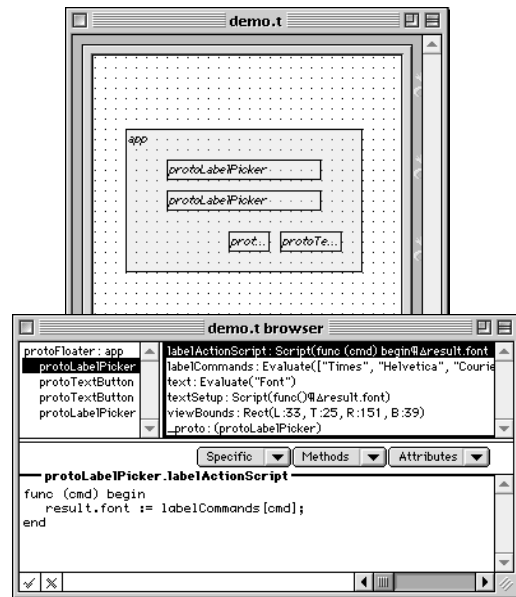 demo.t
app
protoLabelPicker
protoLabelPicker
prot... protoTe...
demo.t browser
protoFloater : app
protoLabelPicker
protoTextButton
protoTextButton
protoLabelPicker
labelActionScript : Script(func (cmd) begin¶∆result.font
labelCommands : Evaluate(["Times", "Helvetica", "Courie
text : Evaluate("Font")
textSetup : Script(func()¶∆result.font)
viewBounds : Rect(L:33, T:25, R:151, B:39)
_proto : (protoLabelPicker)
Specific Methods Attributes
protoLabelPicker.labelActionScript
func (cmd) begin
result.font := labelCommands[cmd];
end